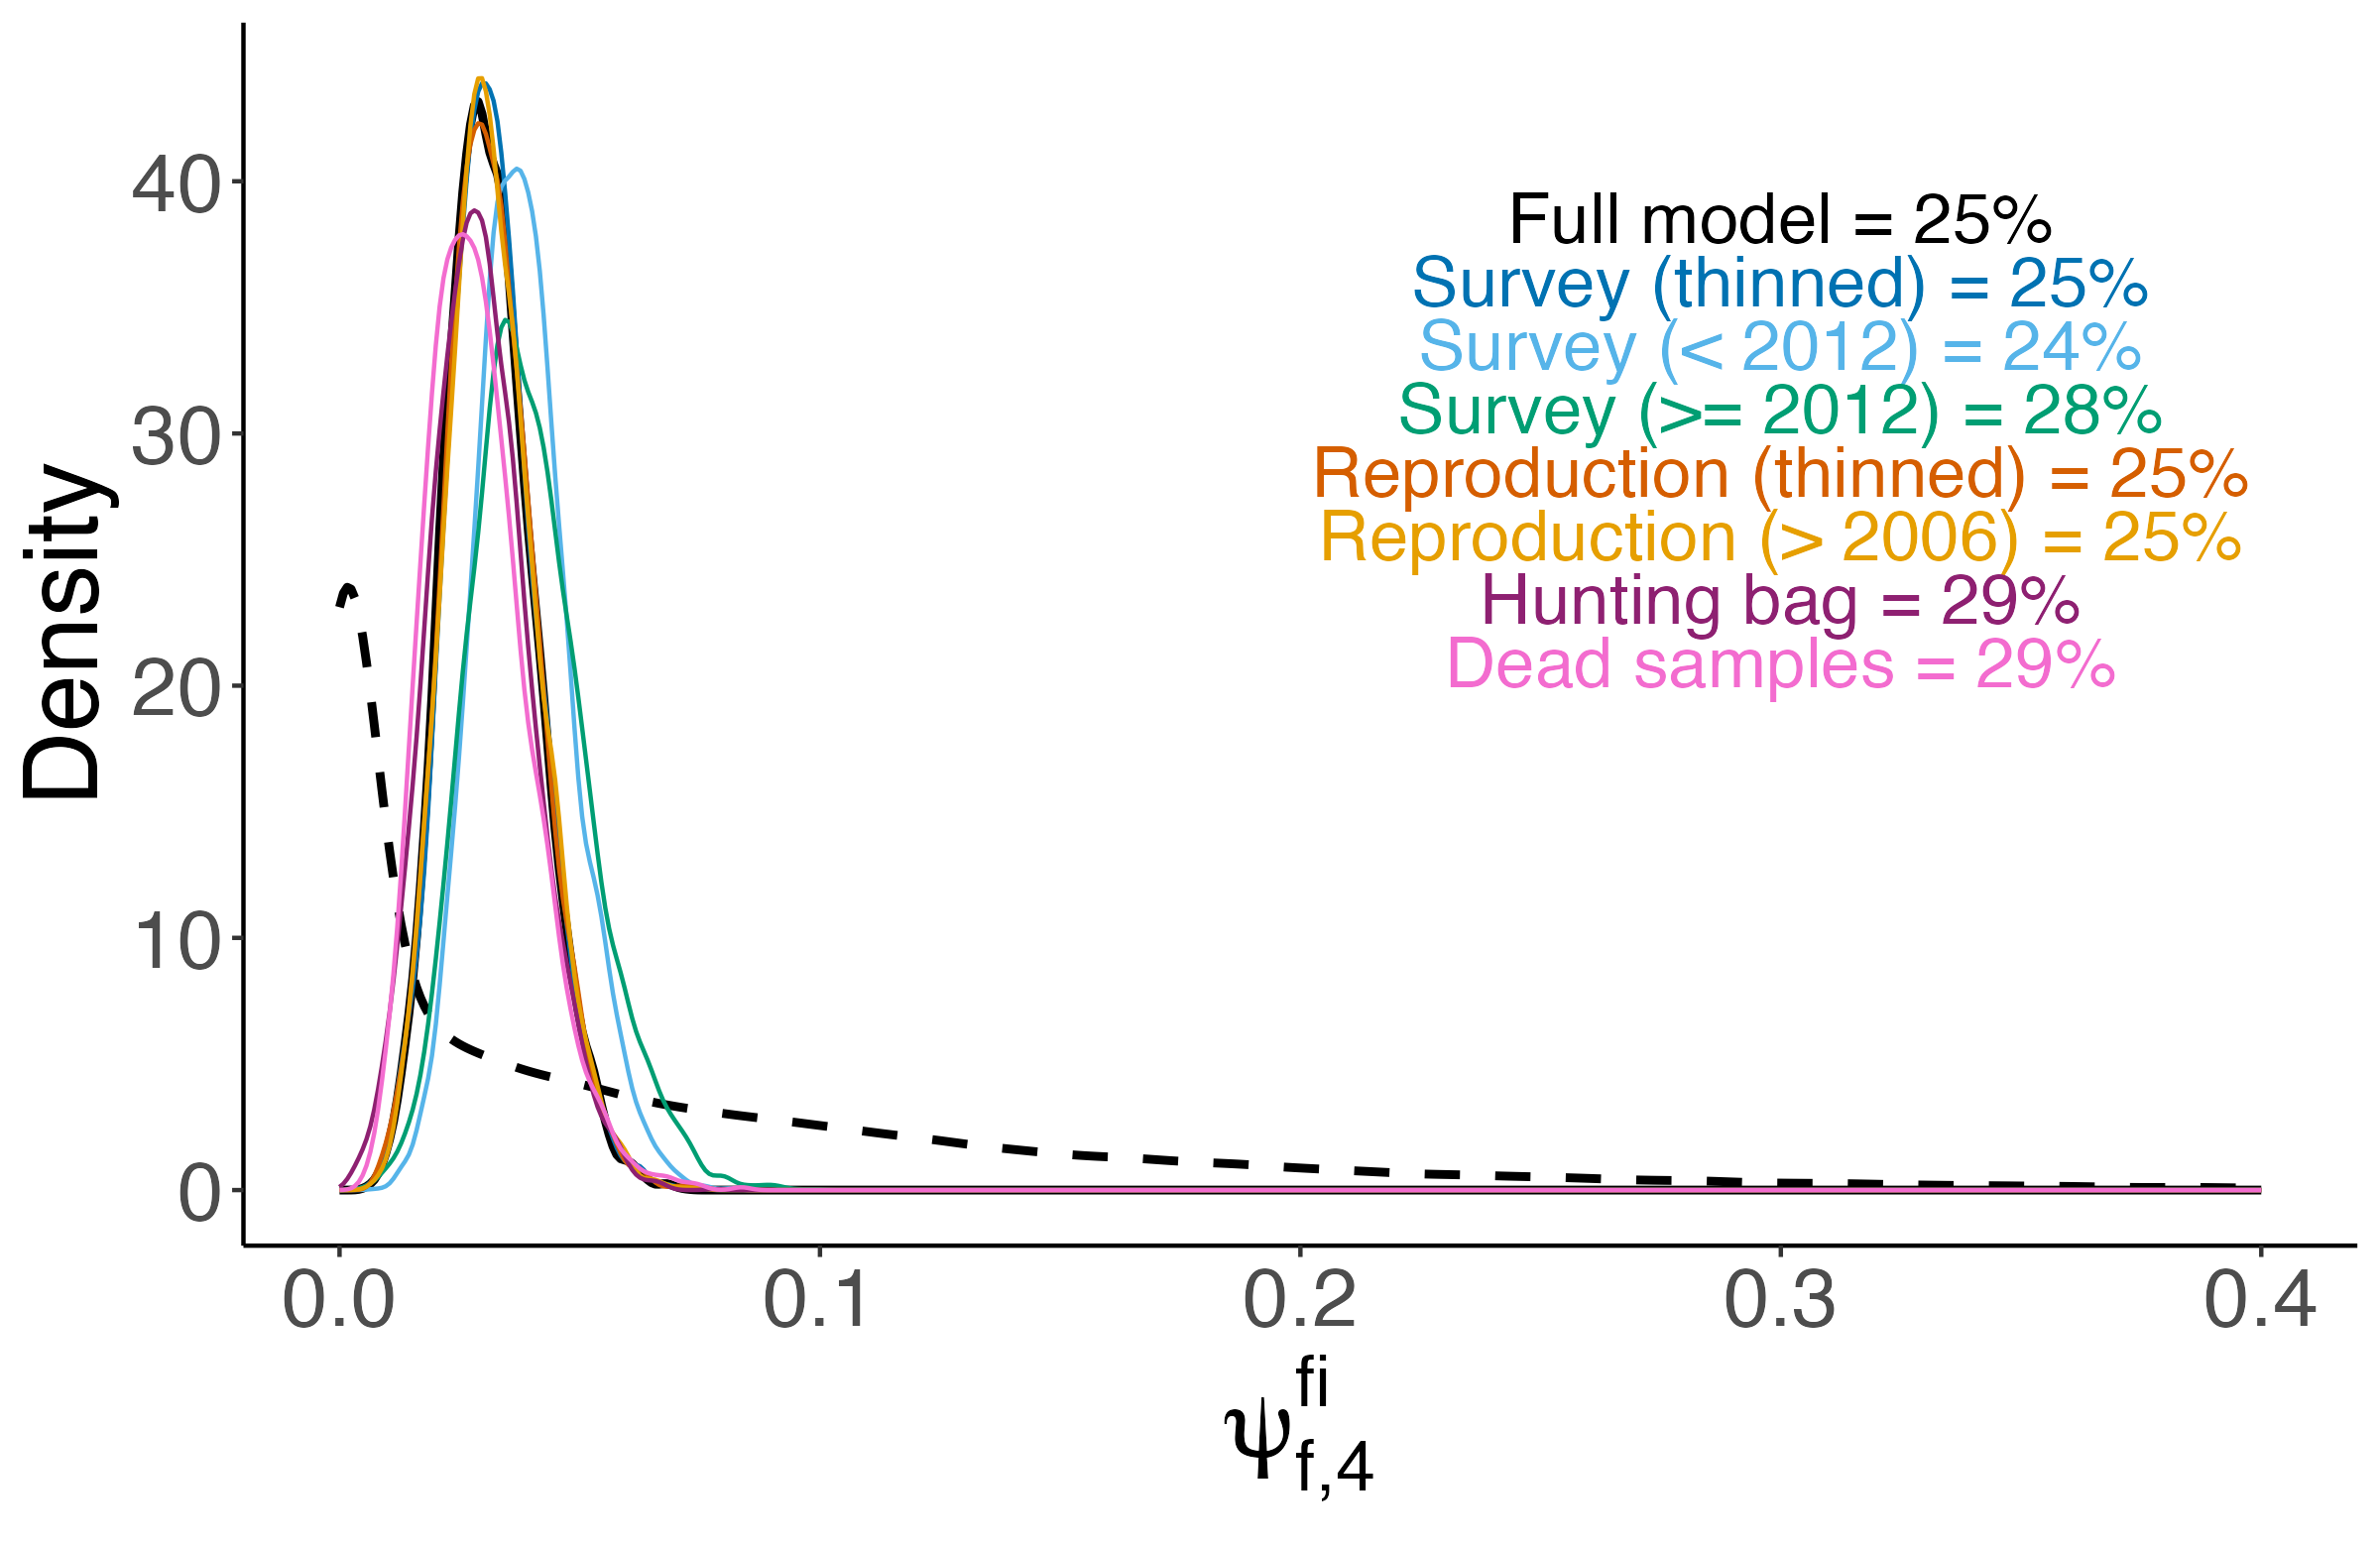 Density
40
30
20
10
0
Full model = 25%
Survey (thinned) = 25%
Survey (< 2012) = 24%
Survey (>= 2012) = 28%
Reproduction (thinned) = 25%
Reproduction (> 2006) = 25%
Hunting bag = 29%
Dead samples = 29%
0.0 0.1 0.2 0.3 0.4
ψ fi f,4